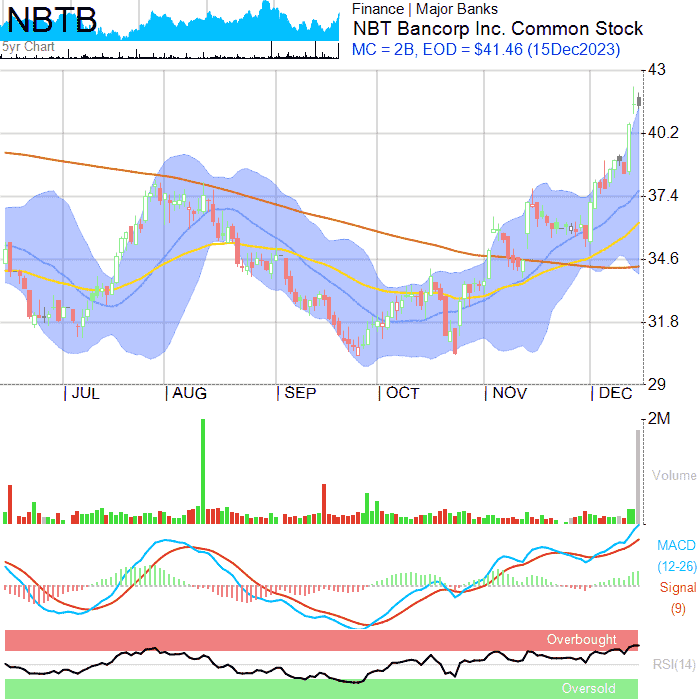 NBTB
5yr Chart
Finance | Major Banks
NBT Bancorp Inc. Common Stock
MC = 2B, EOD = $41.46 (15Dec2023)
43
40.2
37.4
34.6
31.8
29
JUL AUG SEP OCT NOV DEC
2M
Volume
MACD
(12-26)
Signal
(9)
Overbought
RSI(14)
Oversold